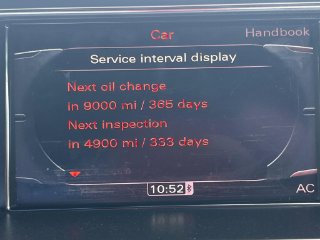 Car
Handbook
Service interval display
Next oil change
in 9000 mi / 365 days
Next inspection
in 4900 mi / 333 days
10:52
AC